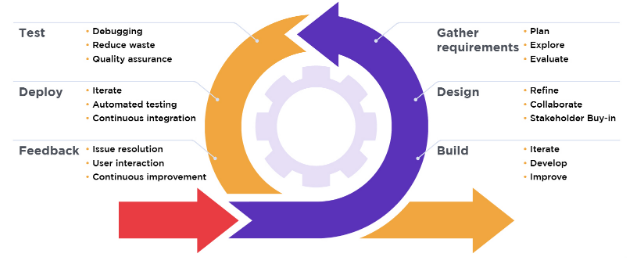 Test
• Debugging
• Reduce waste
• Quality assurance
Deploy
• Iterate
• Automated testing
• Continuous integration
Feedback
• Issue resolution
• User interaction
• Continuous improvement
Gather
requirements
• Plan
• Explore
• Evaluate
Design
• Refine
• Collaborate
• Stakeholder Buy-in
Build
• Iterate
• Develop
• Improve